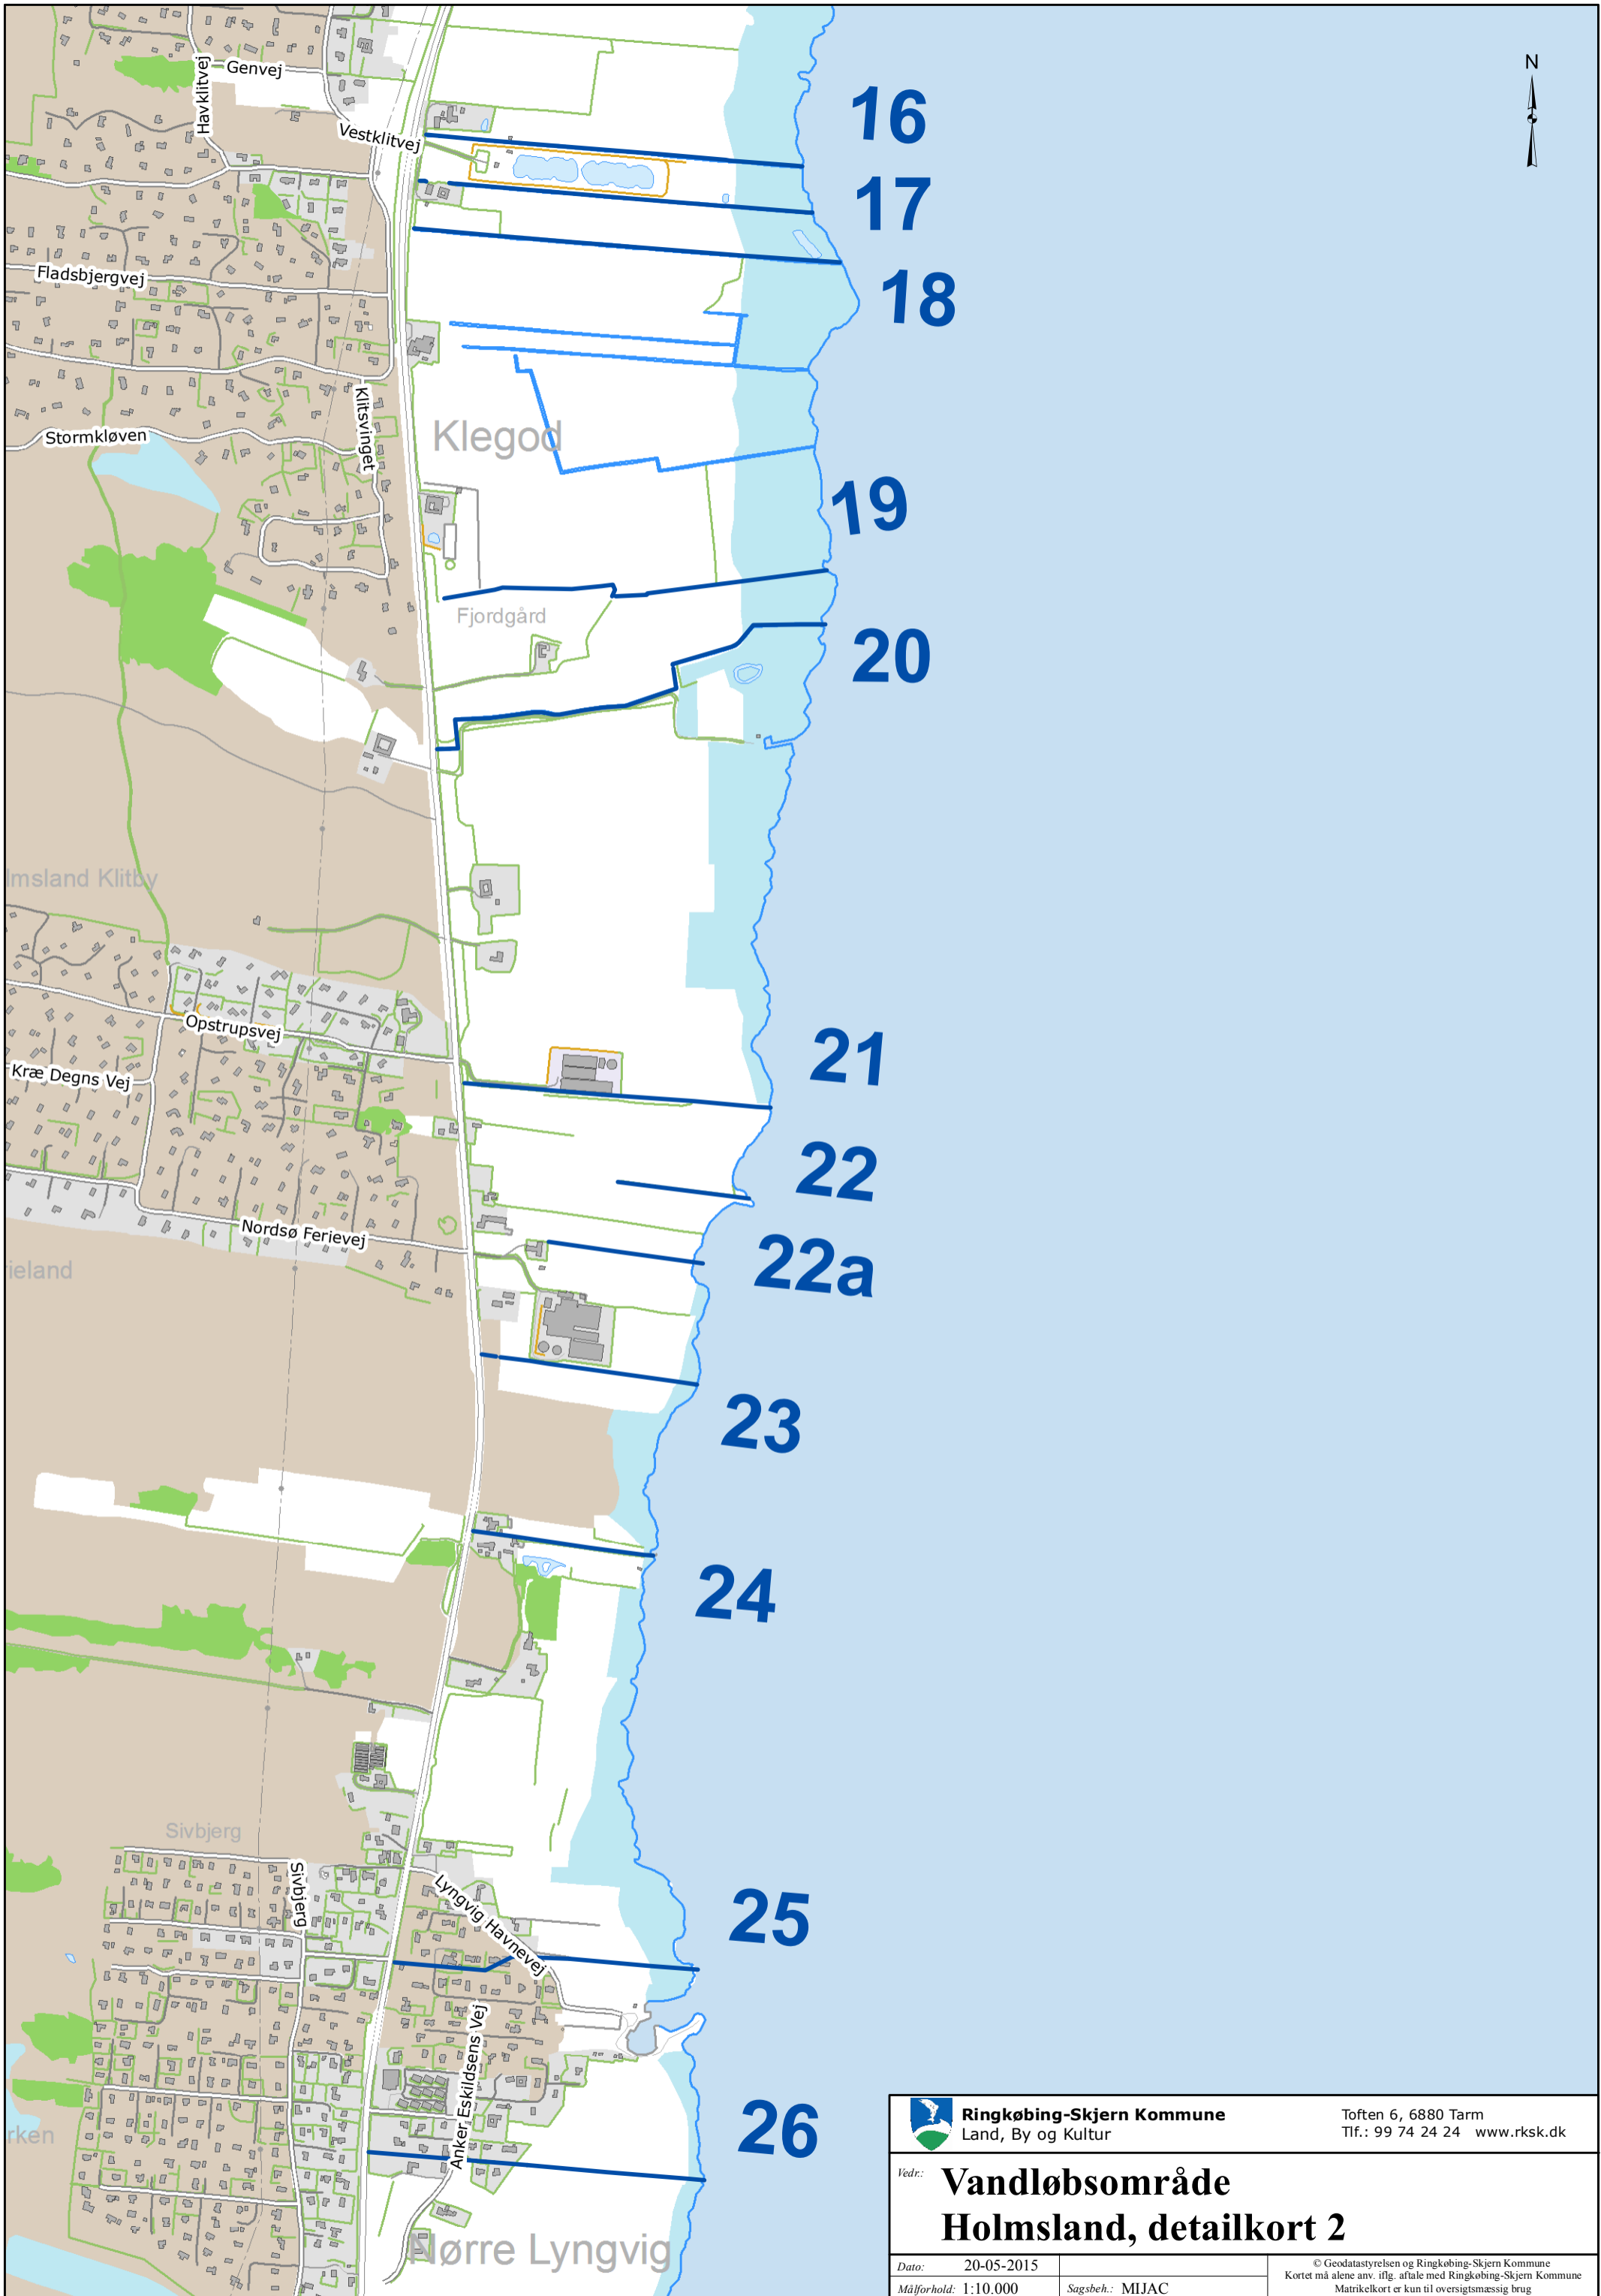 N
16
Genvej
Havklitvej
Vestklitvej
17
18
Fladsbjergvej
Klitsvinget
Klegod
Stormkløven
19
Fjordgård
20
lmsland Klitby
Opstrupsvej
21
Kræ Degns Vej
22
Nordsø Ferievej
22a
ieland
23
24
Sivbjerg
Sivbjerg
Lyngvig Havnevej
25
Anker Eskildsens Vej
26
rken
Nørre Lyngvig
Ringkøbing-Skjern Kommune
Land, By og Kultur
Toften 6, 6880 Tarm
Tlf.: 99 74 24 24 www.rksk.dk
Vedr.: Vandløbsområde
Holmsland, detailkort 2
Dato: 20-05-2015
Målforhold: 1:10.000
Sagsbeh.: MIJAC
© Geodatastyrelsen og Ringkøbing-Skjern Kommune
Kortet må alene anv. iflg. aftale med Ringkøbing-Skjern Kommune
Matrikelkort er kun til oversigtsmæssig brug